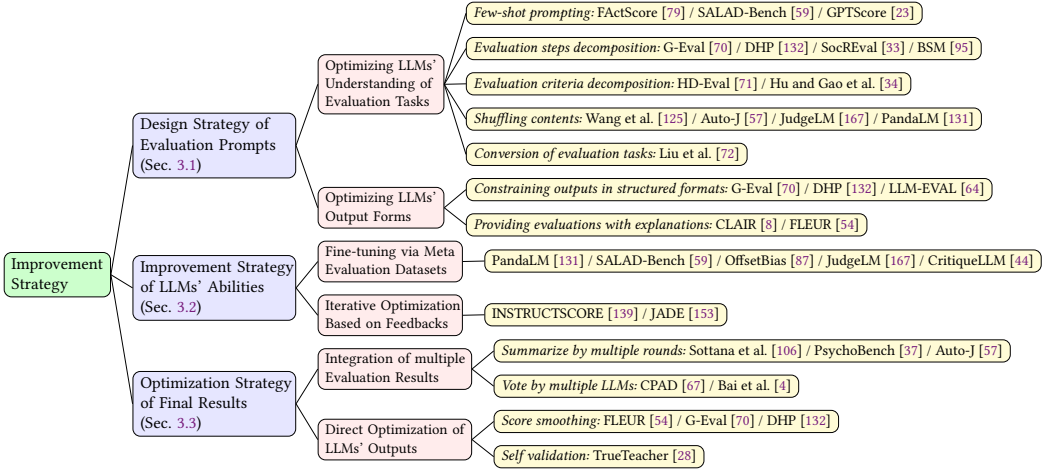 Improvement
Strategy
Design Strategy of
Evaluation Prompts
(Sec. 3.1)
Optimizing LLMs'
Understanding of
Evaluation Tasks
Few-shot prompting: FActScore [79] / SALAD-Bench [59] / GPTScore [23]
Evaluation steps decomposition: G-Eval [70] / DHP [132] / SocREval [33] / BSM [95]
Evaluation criteria decomposition: HD-Eval [71] / Hu and Gao et al. [34]
Shuffling contents: Wang et al. [125] / Auto-J [57] / JudgeLM [167] / PandaLM [131]
Conversion of evaluation tasks: Liu et al. [72]
Optimizing LLMs'
Output Forms
Constraining outputs in structured formats: G-Eval [70] / DHP [132] / LLM-EVAL [64]
Providing evaluations with explanations: CLAIR [8] / FLEUR [54]
Improvement Strategy
of LLMs' Abilities
(Sec. 3.2)
Fine-tuning via Meta
Evaluation Datasets
PandaLM [131] / SALAD-Bench [59] / OffsetBias [87] / JudgeLM [167] / CritiqueLLM [44]
Iterative Optimization
Based on Feedbacks
INSTRUCTSCORE [139] / JADE [153]
Optimization Strategy
of Final Results
(Sec. 3.3)
Integration of multiple
Evaluation Results
Summarize by multiple rounds: Sottana et al. [106] / PsychoBench [37] / Auto-J [57]
Vote by multiple LLMs: CPAD [67] / Bai et al. [4]
Direct Optimization of
LLMs' Outputs
Score smoothing: FLEUR [54] / G-Eval [70] / DHP [132]
Self validation: TrueTeacher [28]